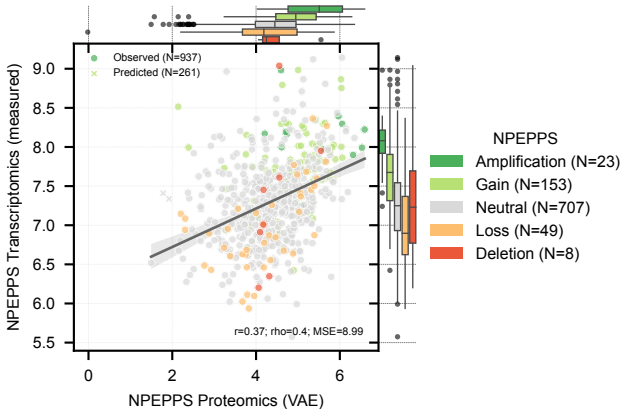 Observed (N=937)
Predicted (N=261)
9.0
8.5
8.0
7.5
7.0
6.5
6.0
5.5
NPEPPS Transcriptomics (measured)
r=0.37; rho=0.4; MSE=8.99
0 2 4 6
NPEPPS Proteomics (VAE)
NPEPPS
Amplification (N=23)
Gain (N=153)
Neutral (N=707)
Loss (N=49)
Deletion (N=8)